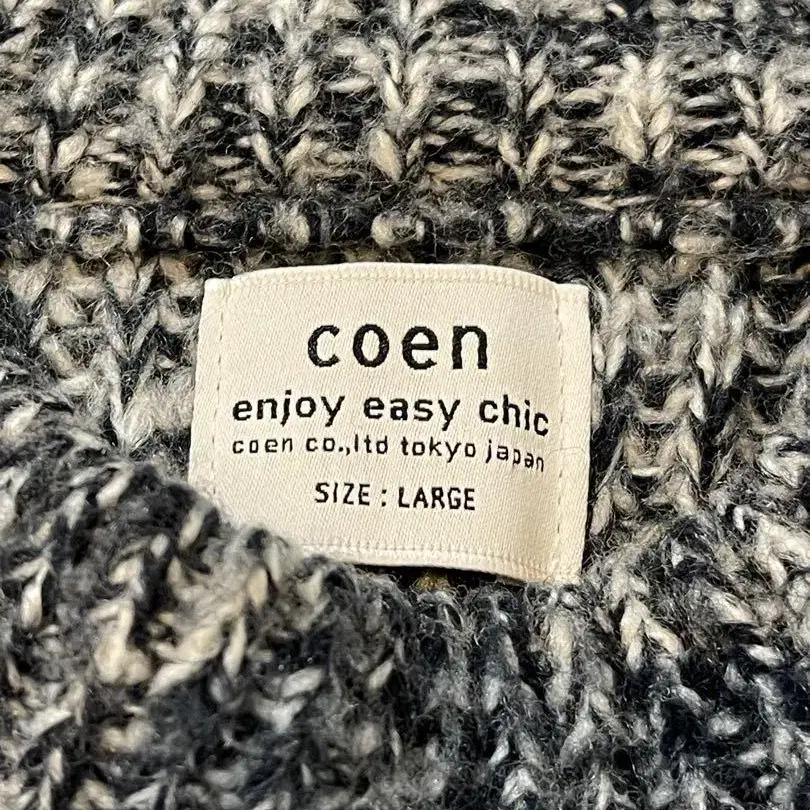 coen
enjoy easy chic
coen co.,ltd tokyo japan
SIZE : LARGE